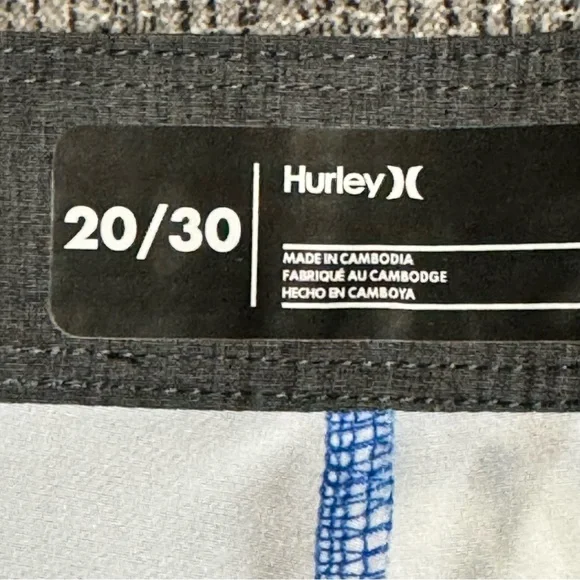 20/30
Hurley
MADE IN CAMBODIA
FABRIQUÉ AU CAMBODGE
HECHO EN CAMBOYA